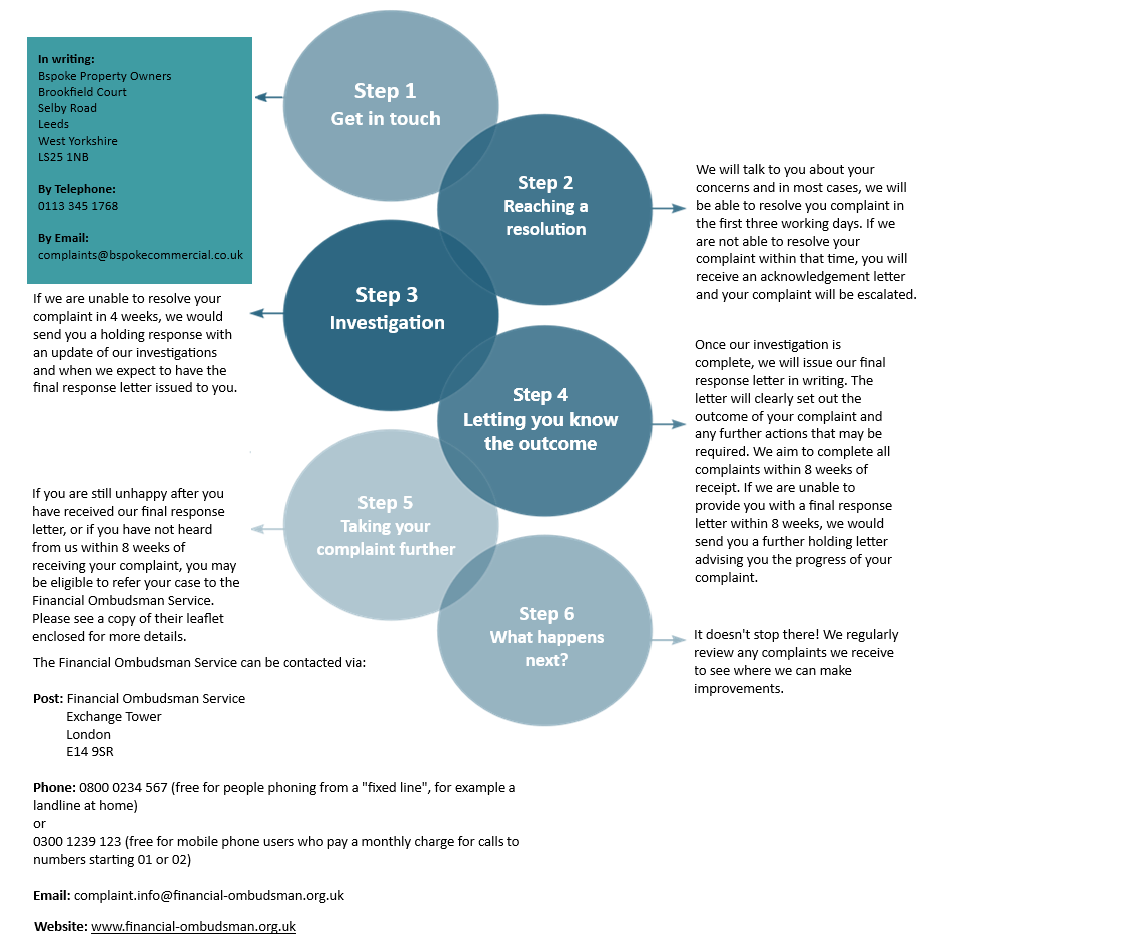 Step 1
Get in touch
In writing:
Bspoke Property Owners
Brookfield Court
Selby Road
Leeds
West Yorkshire
LS25 1NB
By Telephone:
0113 345 1768
By Email:
complaints@bspokecommercial.co.uk
Step 2
Reaching a
resolution
We will talk to you about your
concerns and in most cases, we will
be able to resolve you complaint in
the first three working days. If we
are not able to resolve your
complaint within that time, you will
receive an acknowledgement letter
and your complaint will be escalated.
Step 3
Investigation
If we are unable to resolve your
complaint in 4 weeks, we would
send you a holding response with
an update of our investigations
and when we expect to have the
final response letter issued to you.
Step 4
Letting you know
the outcome
Once our investigation is
complete, we will issue our final
response letter in writing. The
letter will clearly set out the
outcome of your complaint and
any further actions that may be
required. We aim to complete all
complaints within 8 weeks of
receipt. If we are unable to
provide you with a final response
letter within 8 weeks, we would
send you a further holding letter
advising you the progress of your
complaint.
Step 5
Taking your
complaint further
If you are still unhappy after you
have received our final response
letter, or if you have not heard
from us within 8 weeks of
receiving your complaint, you may
be eligible to refer your case to the
Financial Ombudsman Service.
Please see a copy of their leaflet
enclosed for more details.
Step 6
What happens
next?
It doesn't stop there! We regularly
review any complaints we receive
to see where we can make
improvements.
The Financial Ombudsman Service can be contacted via:
Post: Financial Ombudsman Service
Exchange Tower
London
E14 9SR
Phone: 0800 0234 567 (free for people phoning from a "fixed line", for example a
landline at home)
or
0300 1239 123 (free for mobile phone users who pay a monthly charge for calls to
numbers starting 01 or 02)
Email: complaint.info@financial-ombudsman.org.uk
Website: www.financial-ombudsman.org.uk